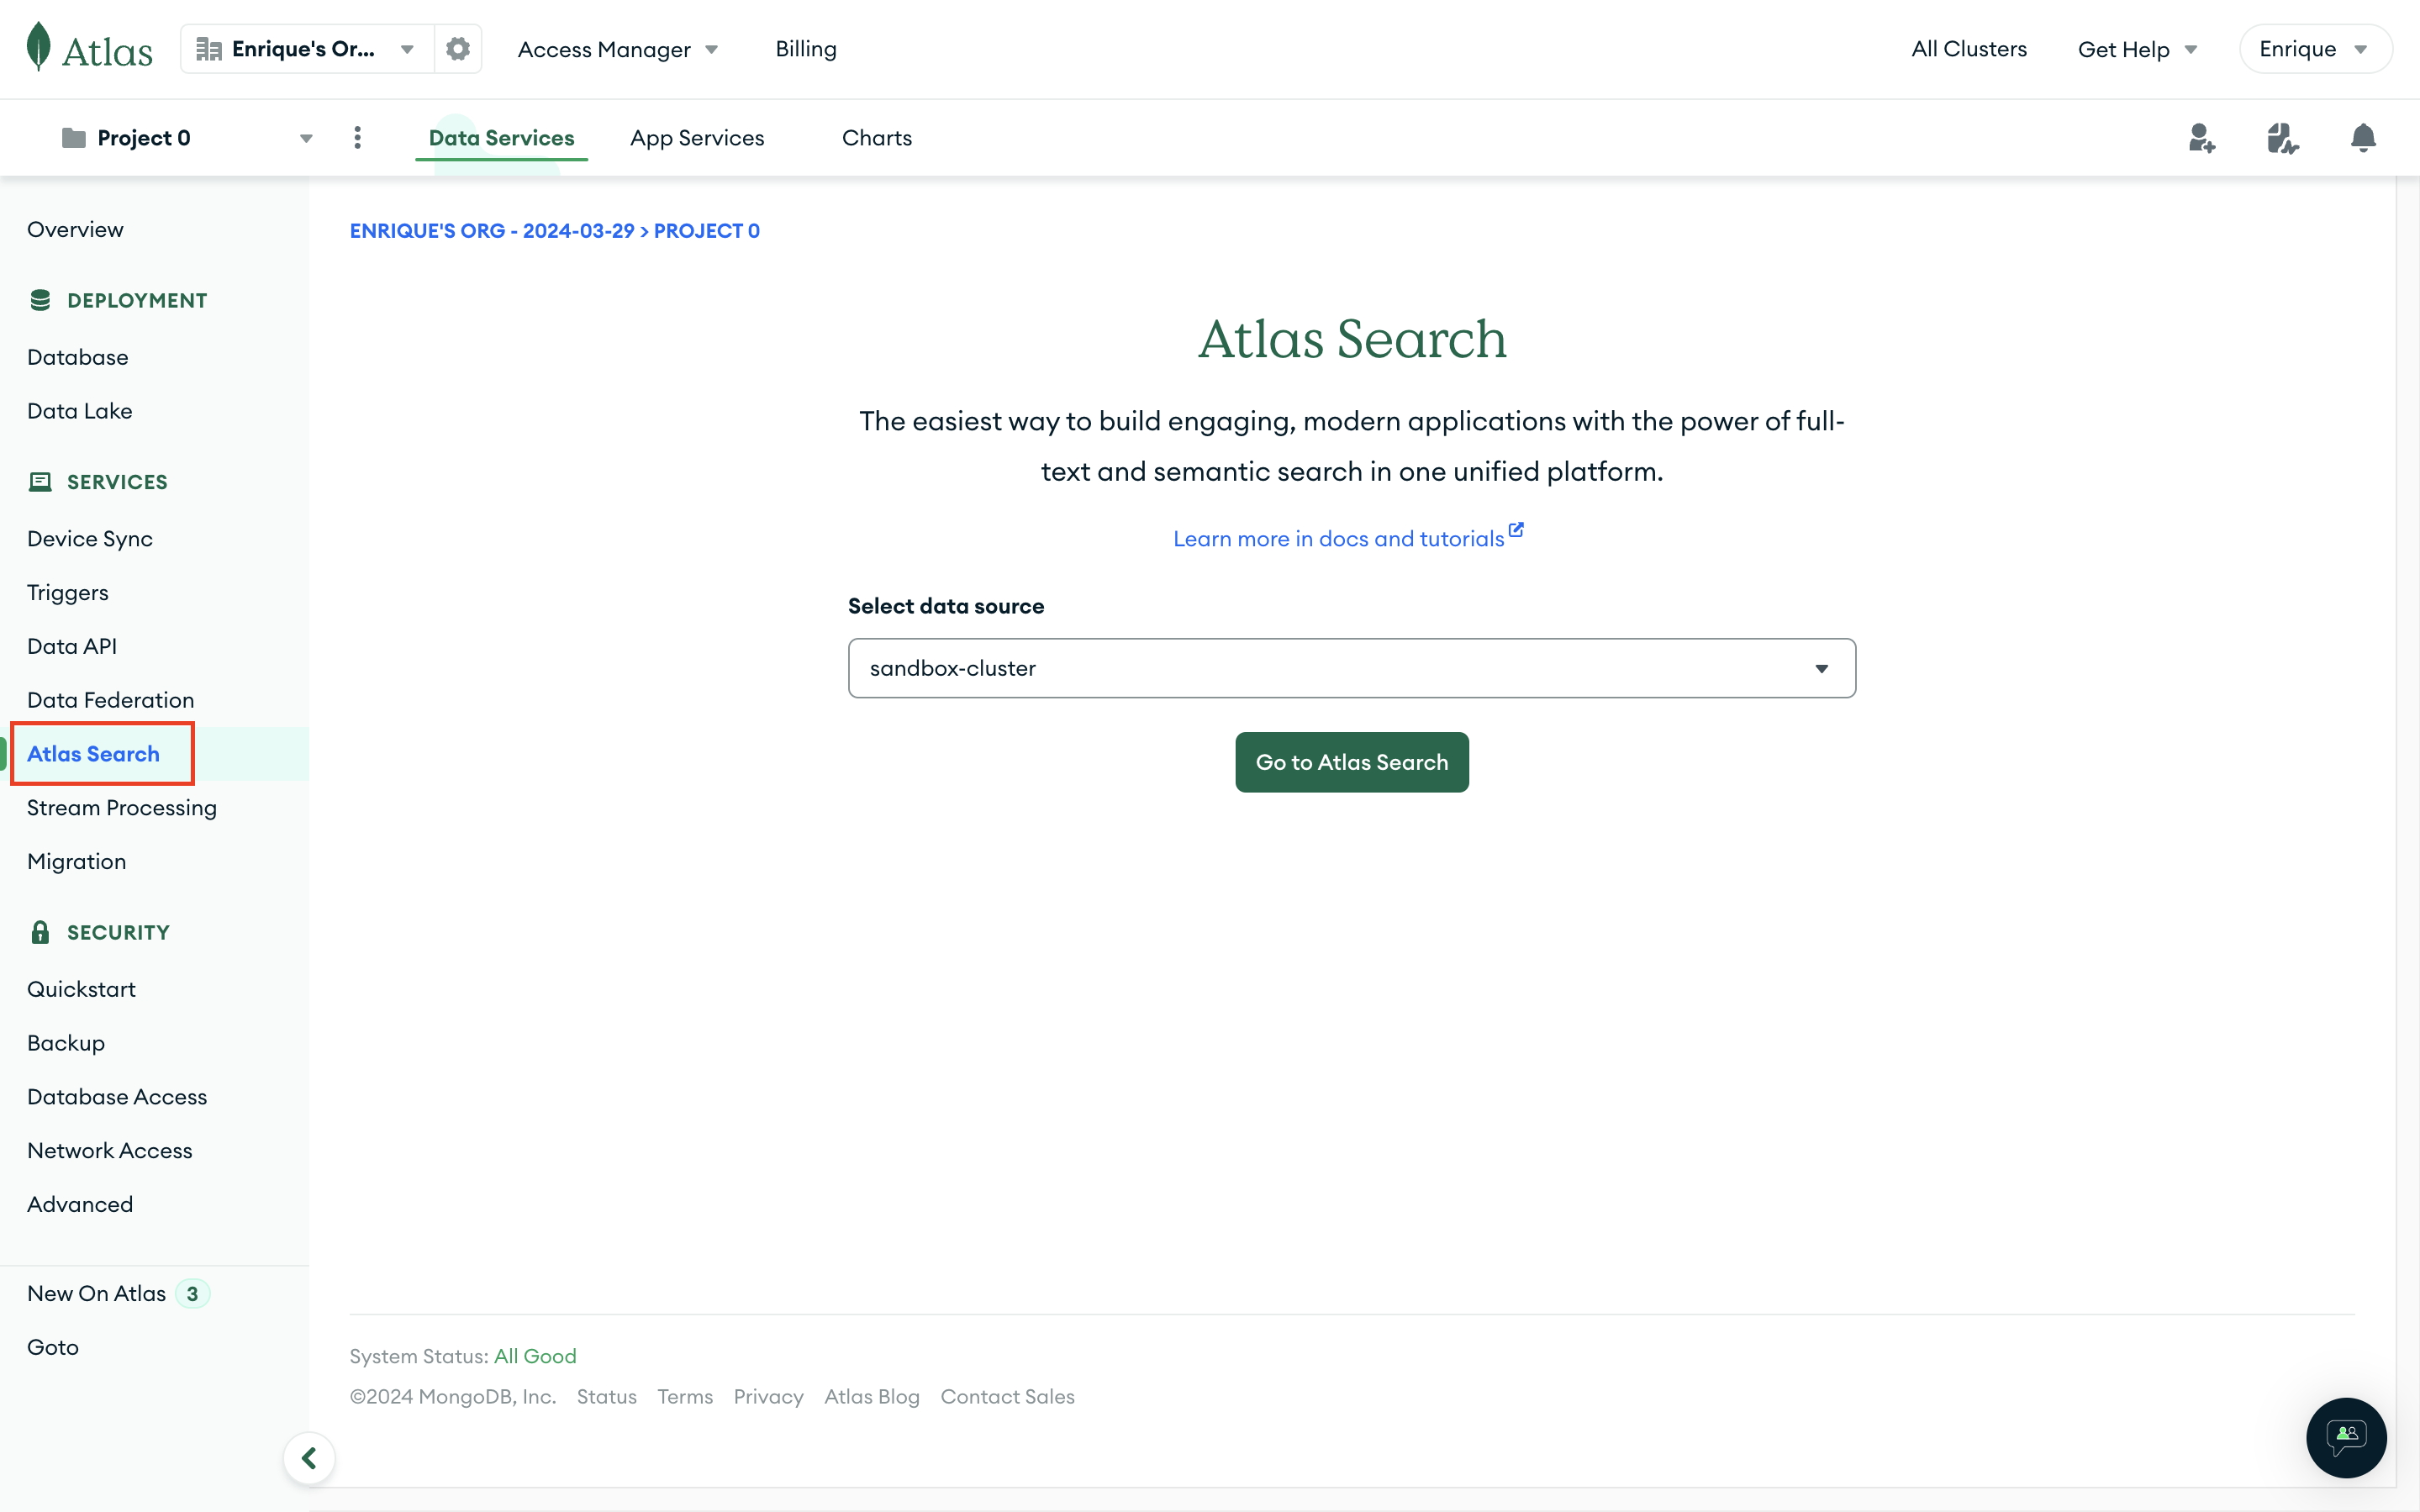 Atlas
Enrique's Or...
Access Manager
Billing
All Clusters
Get Help
Enrique
Project 0
Data Services
App Services
Charts
Overview
DEPLOYMENT
Database
Data Lake
SERVICES
Device Sync
Triggers
Data API
Data Federation
Atlas Search
Stream Processing
Migration
SECURITY
Quickstart
Backup
Database Access
Network Access
Advanced
New On Atlas 3
Goto
ENRIQUE'S ORG - 2024-03-29 > PROJECT 0
Atlas Search
The easiest way to build engaging, modern applications with the power of full-
text and semantic search in one unified platform.
Learn more in docs and tutorials
Select data source
sandbox-cluster
Go to Atlas Search
System Status: All Good
©2024 MongoDB, Inc. Status Terms Privacy Atlas Blog Contact Sales